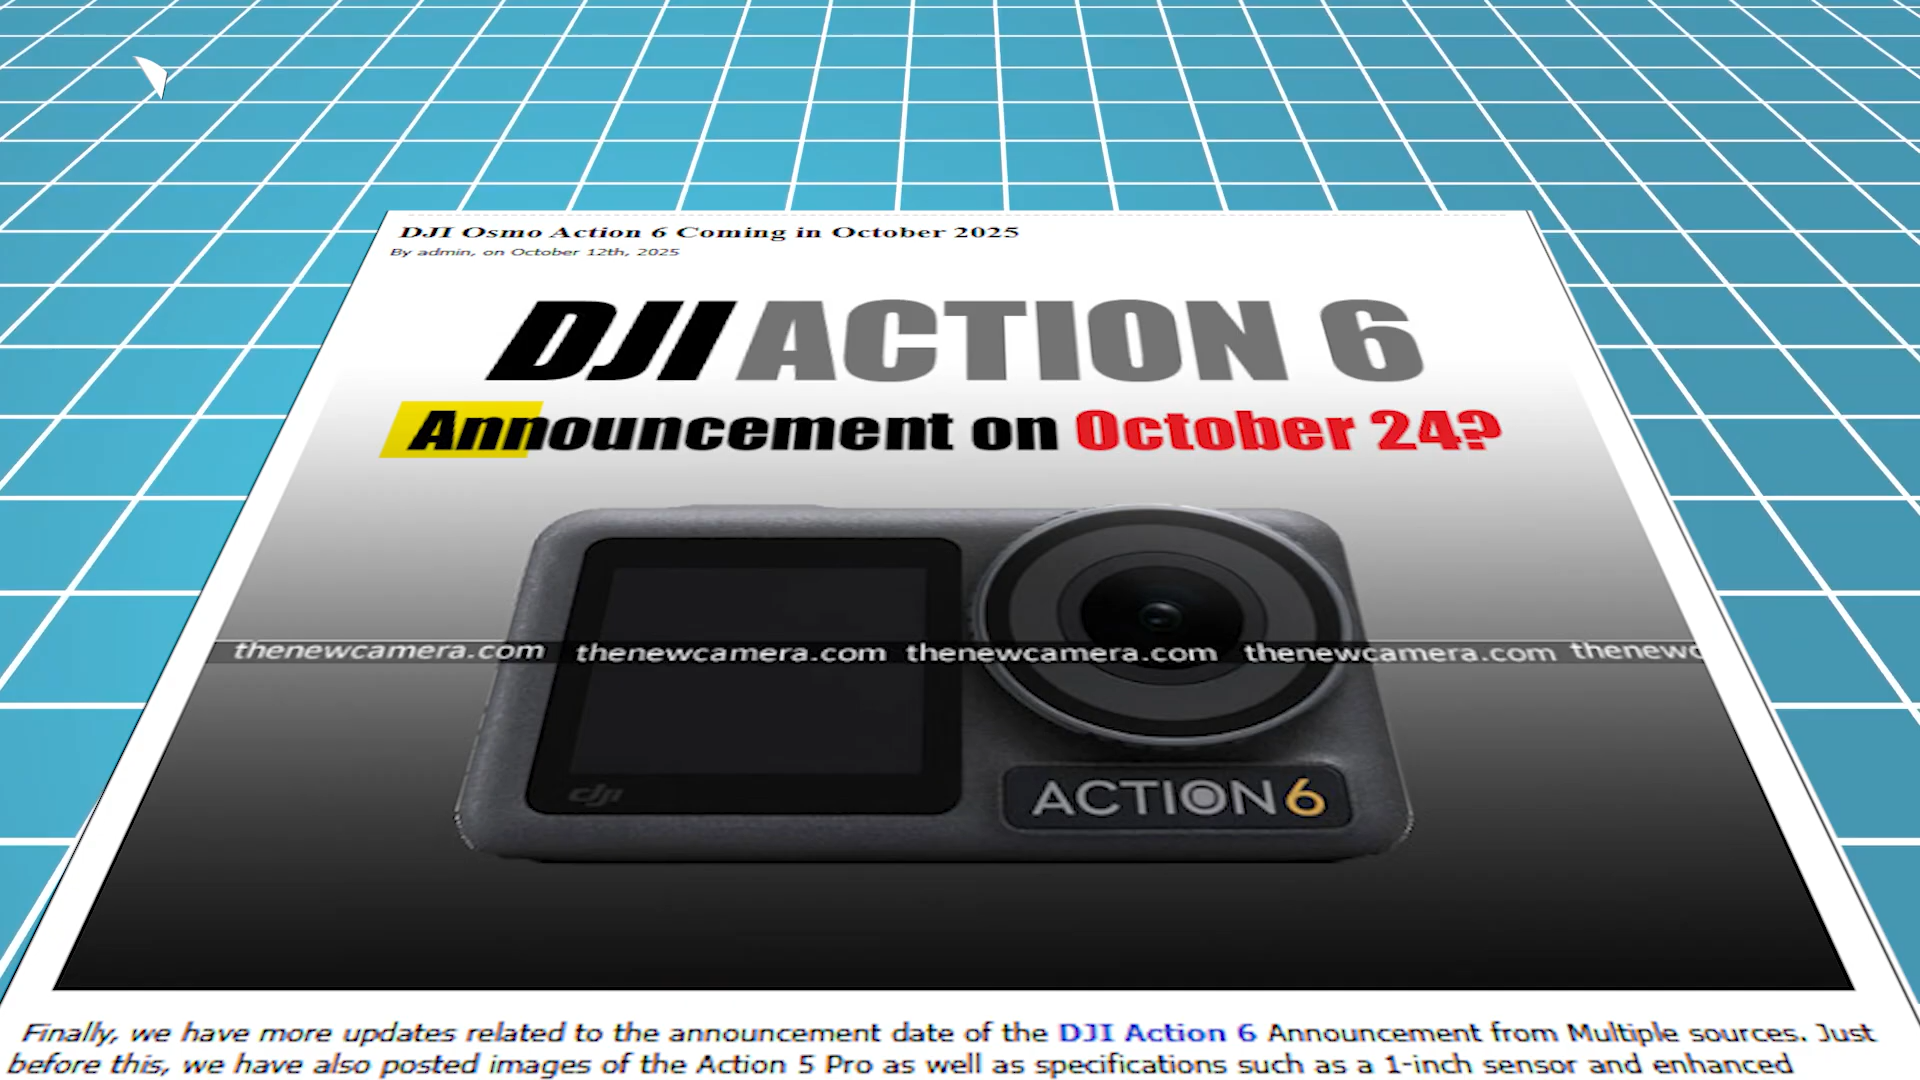 DJI Osmo Action 6 Coming in October 2025
By admin, on October 12th, 2025
DJI ACTION 6
Announcement on October 24?
thenewcamera.com thenewcamera.com thenewcamera.com thenewcamera.com thenewc
dji
ACTION 6
Finally, we have more updates related to the announcement date of the DJI Action 6 Announcement from Multiple sources. Just
before this, we have also posted images of the Action 5 Pro as well as specifications such as a 1-inch sensor and enhanced